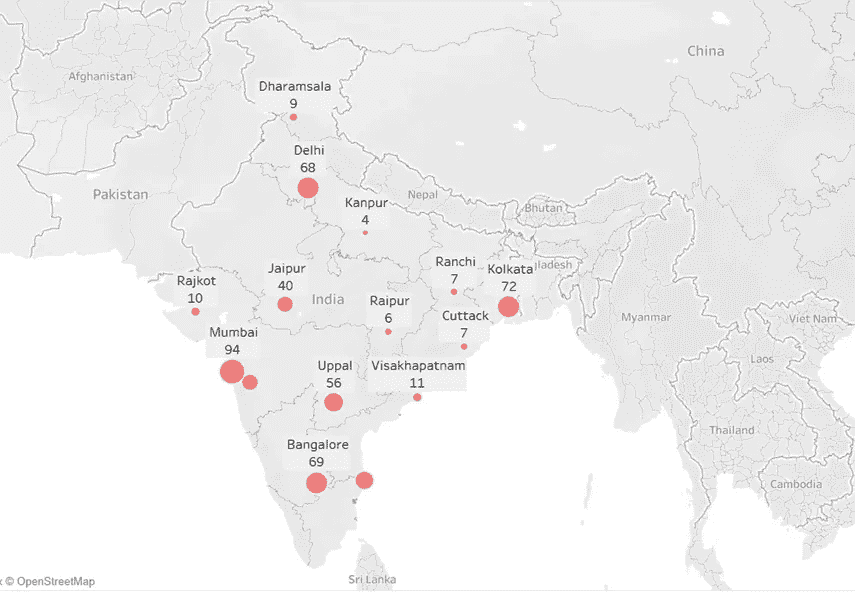 China
Afghanistan
Dharamsala
9
Delhi
68
Pakistan
Nepal
Kanpur
4
Bhutan
Ranchi
7
Kolkata
72
Jaipur
40
Rajkot
10
India
Raipur
6
Cuttack
7
Myanmar
Viet Nam
Mumbai
94
Laos
Uppal
56
Visakhapatnam
11
Thailand
Bangalore
69
Cambodia
© OpenStreetMap
Sri Lanka